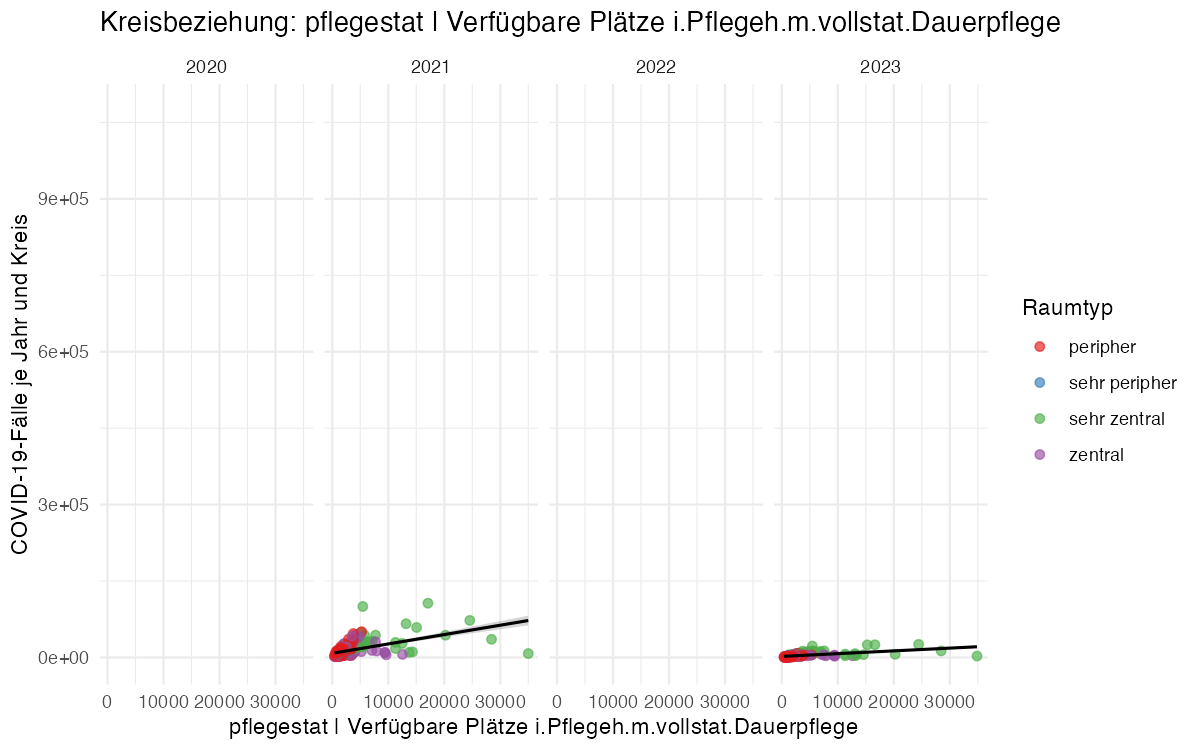 Kreisbeziehung: pflegestat | Verfügbare Plätze i.Pflegeh.m.vollstat.Dauerpflege
2020 2021 2022 2023
COVID-19-Fälle je Jahr und Kreis
9e+05
6e+05
3e+05
0e+00
0 10000 20000 30000 0 10000 20000 30000 0 10000 20000 30000 0 10000 20000 30000
pflegestat | Verfügbare Plätze i.Pflegeh.m.vollstat.Dauerpflege
Raumtyp
peripher
sehr peripher
sehr zentral
zentral